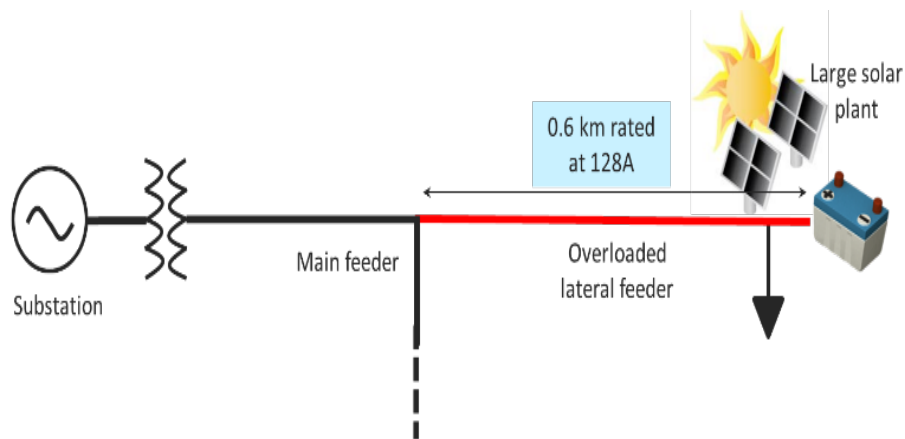 Large solar
plant
0.6 km rated
at 128A
Main feeder
Overloaded
lateral feeder
Substation